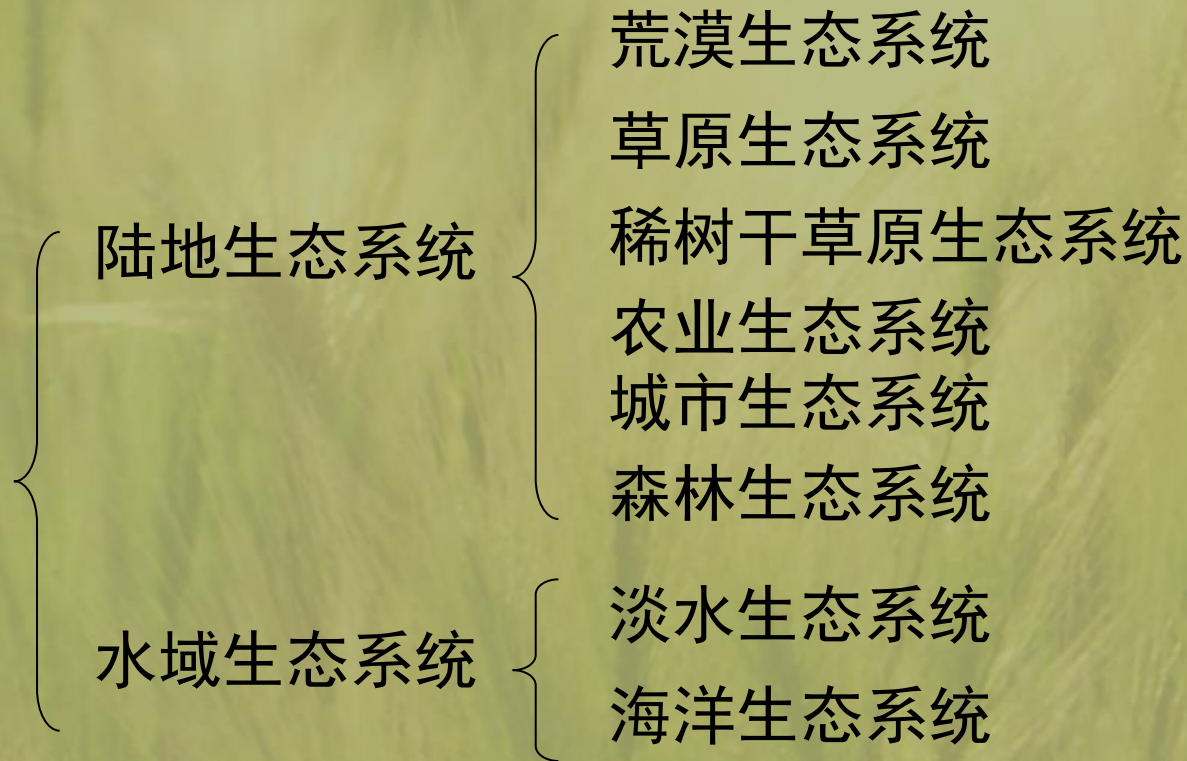 荒漠生态系统
草原生态系统
稀树干草原生态系统
陆地生态系统
农业生态系统
城市生态系统
森林生态系统
淡水生态系统
水域生态系统
海洋生态系统